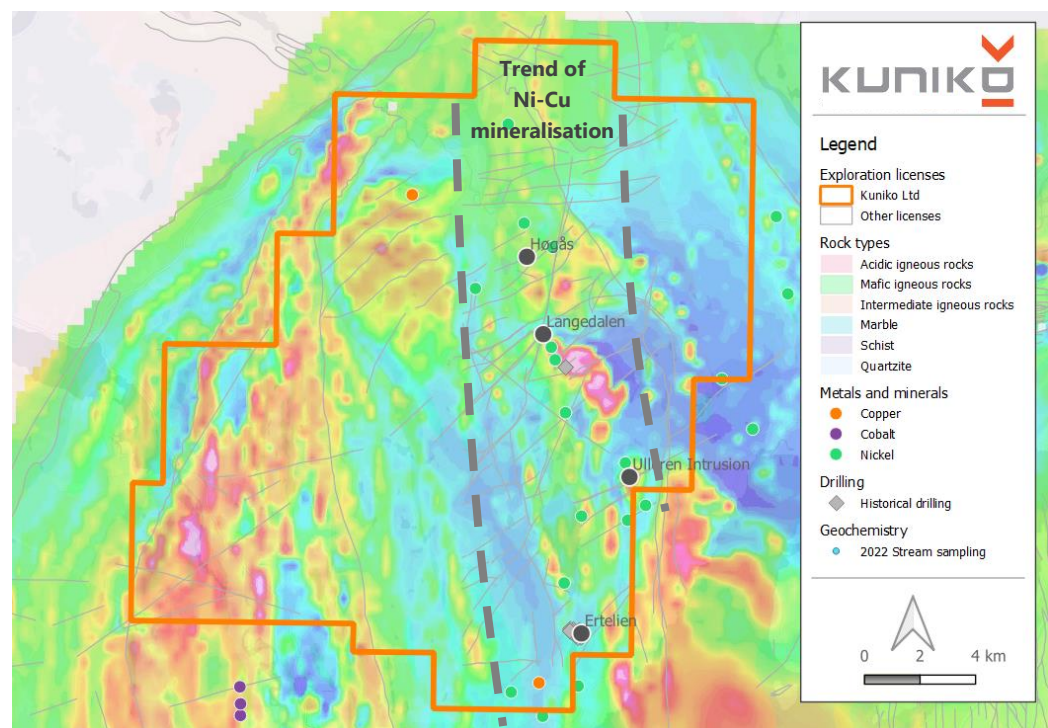 Trend of
Ni-Cu
mineralisation
Høgås
Langedalen
Ulleren Intrusion
Ertelien
KUNIKO
Legend
Exploration licenses
Kuniko Ltd
Other licenses
Rock types
Acidic igneous rocks
Mafic igneous rocks
Intermediate igneous rocks
Marble
Schist
Quartzite
Metals and minerals
Copper
Cobalt
Nickel
Drilling
Historical drilling
Geochemistry
2022 Stream sampling
0 2 4 km